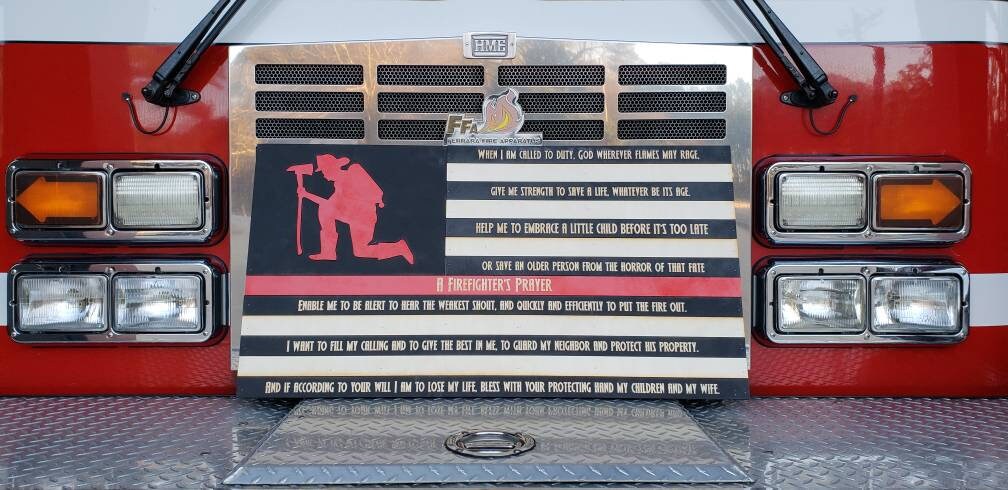 HME
FFA
FERRARA FIRE APPARATUS
When I am called to duty, God wherever flames may rage,
give me strength to save a life, whatever be its age.
Help me to embrace a little child before it's too late
or save an older person from the horror of that fate
A Firefighter's Prayer
Enable me to be alert to hear the weakest shout, and quickly and efficiently to put the fire out.
I want to fill my calling and to give the best in me, to guard my neighbor and protect his property.
And if according to your will I am to lose my life, bless with your protecting hand my children and my wife.